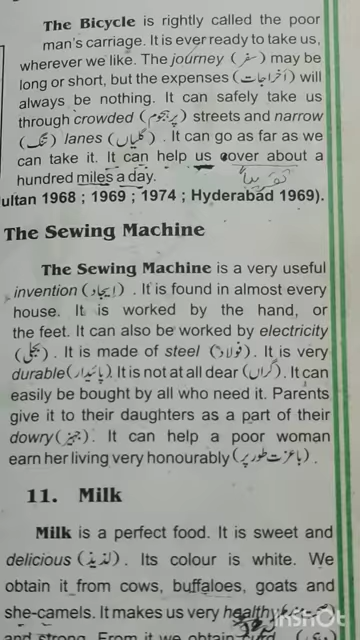 The Bicycle is rightly called the poor
man's carriage. It is ever ready to take us,
wherever we like. The journey (سفر) may be
long or short, but the expenses (اخراجات) will
always be nothing. It can safely take us
through crowded (پرہجوم) streets and narrow
(تنگ) lanes (گلیاں). It can go as far as we
can take it. It can help us cover about a
hundred miles a day. تقریباً
ultan 1968 ; 1969 ; 1974 ; Hyderabad 1969).
The Sewing Machine
The Sewing Machine is a very useful
invention (ایجاد). It is found in almost every
house. It is worked by the hand, or
the feet. It can also be worked by electricity
(بجلی). It is made of steel (فولاد). It is very
durable (پائیدار). It is not at all dear (گراں). It can
easily be bought by all who need it. Parents
give it to their daughters as a part of their
dowry (جہیز). It can help a poor woman
earn her living very honourably (باعزت طور پر).
11. Milk
Milk is a perfect food. It is sweet and
delicious (لذیذ). Its colour is white. We
obtain it from cows, buffaloes, goats and
she-camels. It makes us very healthy
and strong. From it we obtain curd
InShOt